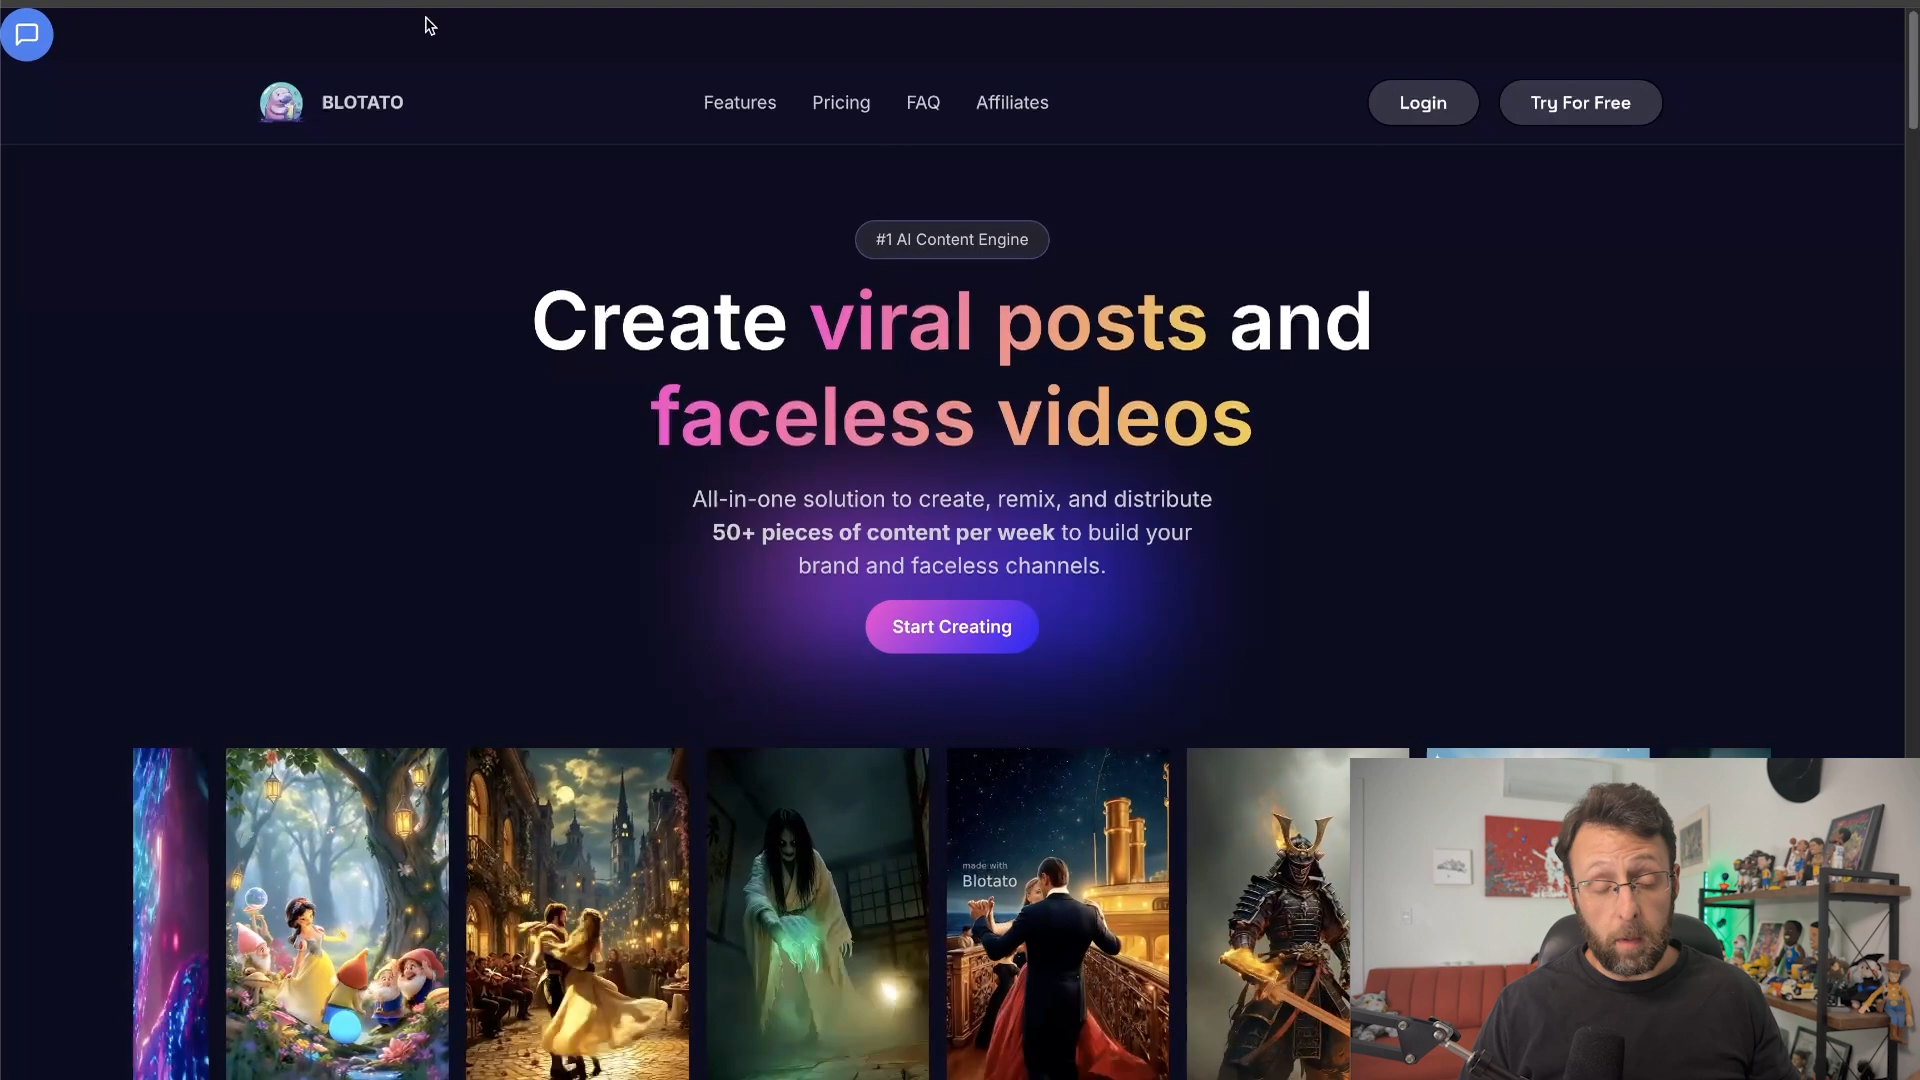 BLOTATO
Features
Pricing
FAQ
Affiliates
Login
Try For Free
#1 AI Content Engine
Create viral posts and
faceless videos
All-in-one solution to create, remix, and distribute
50+ pieces of content per week to build your
brand and faceless channels.
Start Creating
made with
Blotato